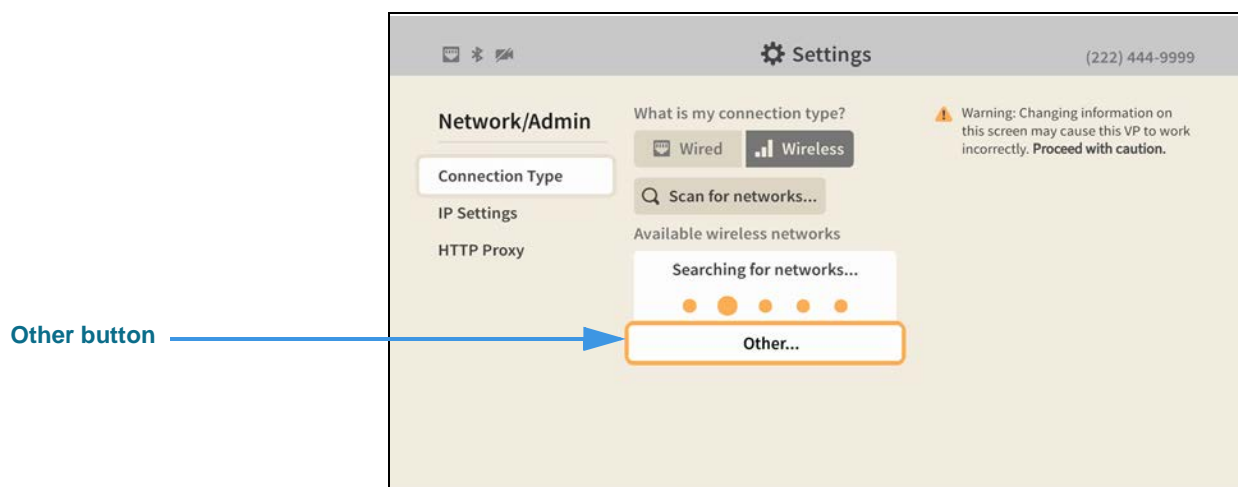 Settings
(222) 444-9999
Network/Admin
Connection Type
IP Settings
HTTP Proxy
What is my connection type?
Wired
Wireless
Scan for networks...
Available wireless networks
Searching for networks...
Other...
Warning: Changing information on
this screen may cause this VP to work
incorrectly. Proceed with caution.
Other button